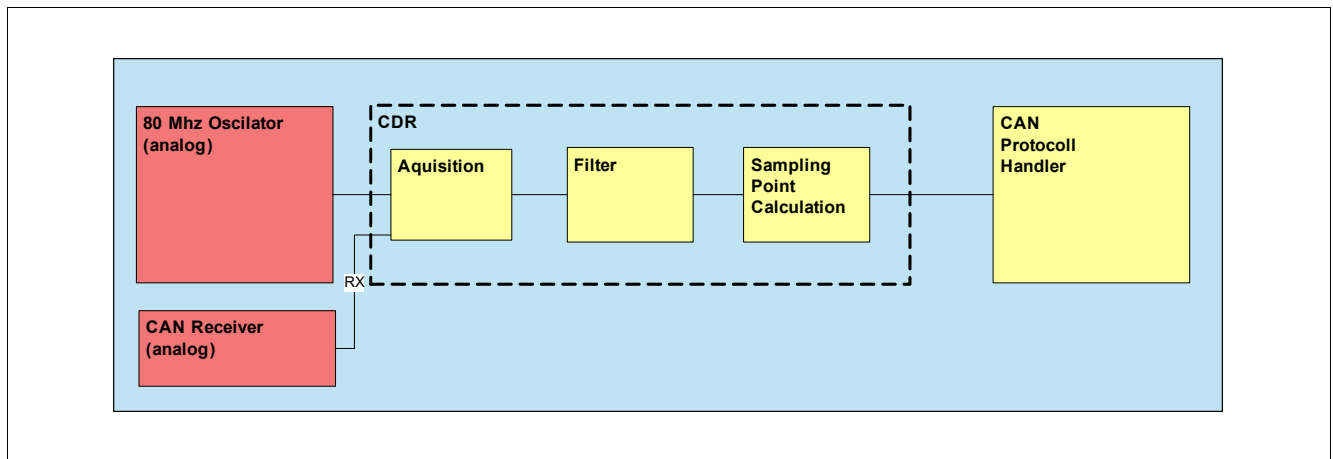 80 Mhz Oscilator
(analog)
CDR
Aquisition
Filter
Sampling
Point
Calculation
CAN
Protocoll
Handler
RX
CAN Receiver
(analog)